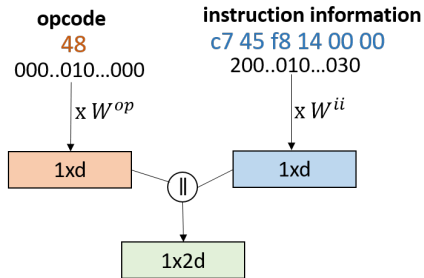 opcode
48
000..010...000
x W^op
1xd
instruction information
c7 45 f8 14 00 00
200..010...030
x W^ii
1xd
||
1x2d